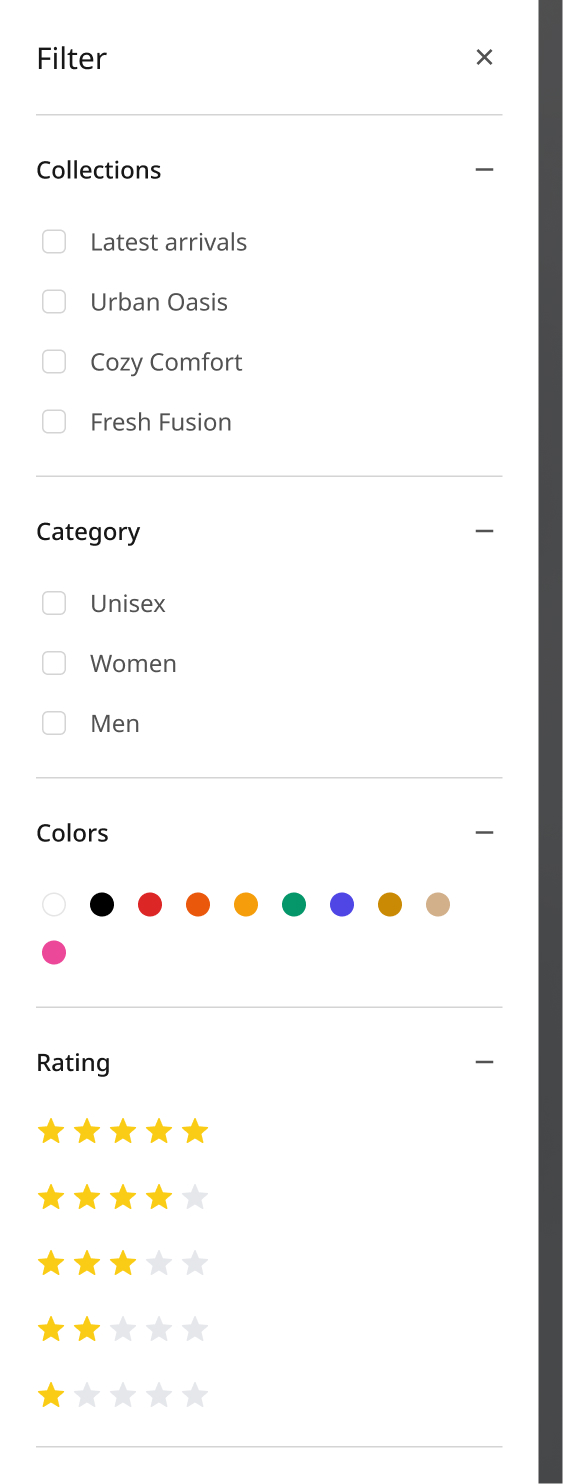 Filter
Collections
Latest arrivals
Urban Oasis
Cozy Comfort
Fresh Fusion
Category
Unisex
Women
Men
Colors
Rating